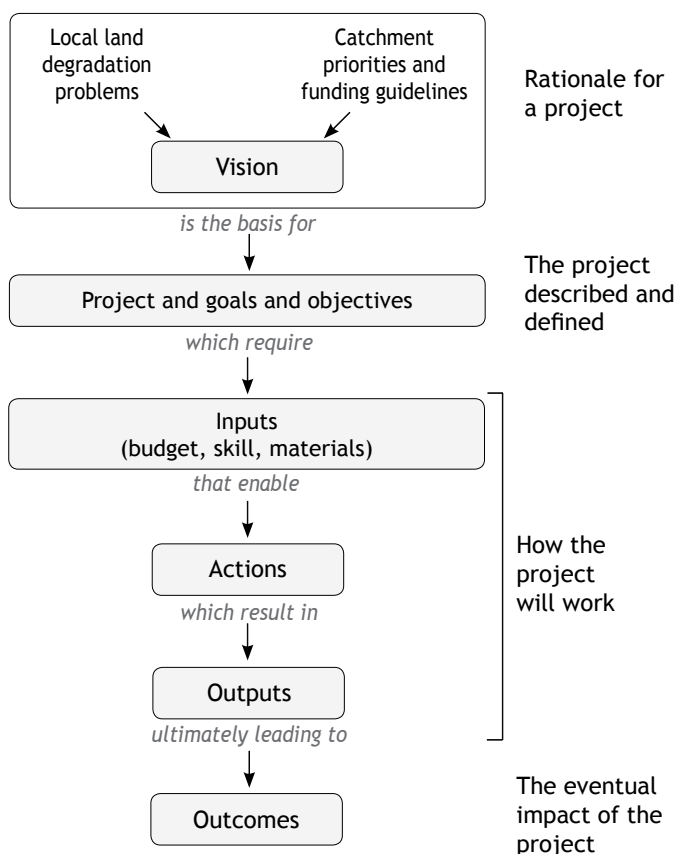 Local land
degradation
problems
Catchment
priorities and
funding guidelines
Vision
Rationale for
a project
is the basis for
Project and goals and objectives
The project
described and
defined
which require
Inputs
(budget, skill, materials)
that enable
Actions
which result in
Outputs
ultimately leading to
How the
project
will work
Outcomes
The eventual
impact of the
project